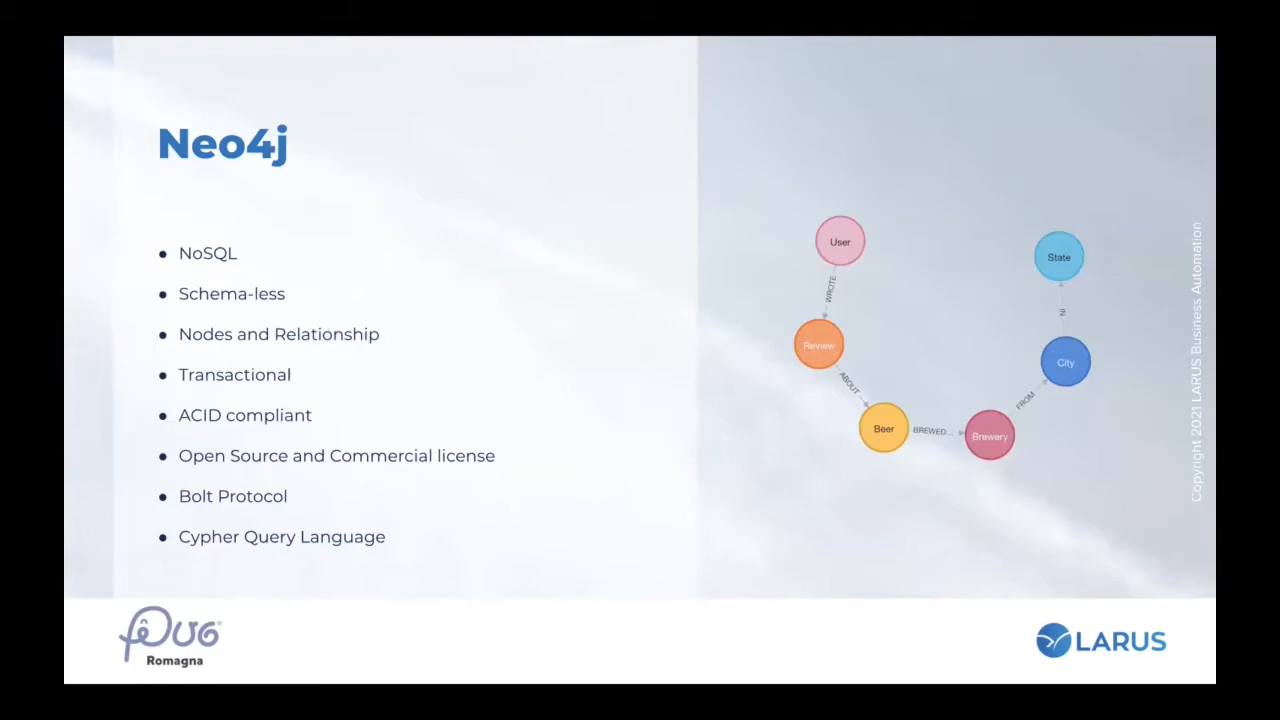 Neo4j
● NoSQL
● Schema-less
● Nodes and Relationship
● Transactional
● ACID compliant
● Open Source and Commercial license
● Bolt Protocol
● Cypher Query Language
User
WROTE
Review
ABOUT
Beer
BREWED...
Brewery
FROM
City
IN
State
Copyright 2021 LARUS Business Automation
PUG
Romagna
LARUS